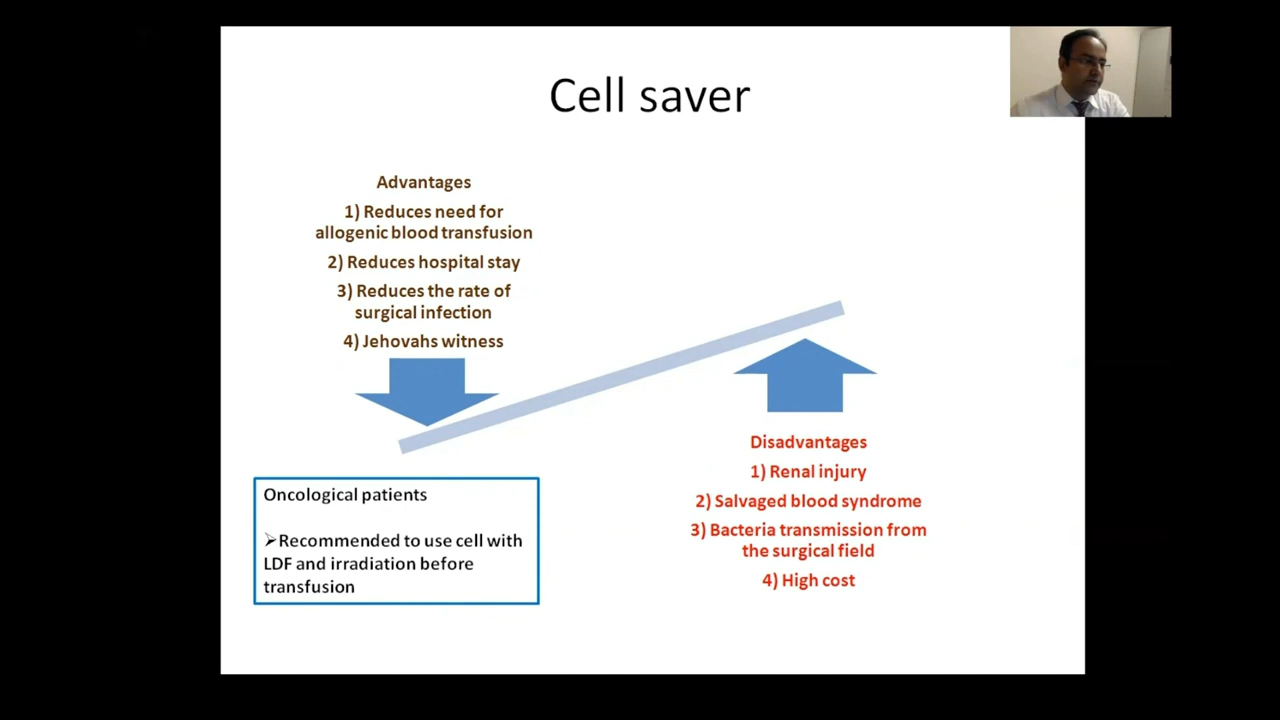 Cell saver
Advantages
1) Reduces need for
allogenic blood transfusion
2) Reduces hospital stay
3) Reduces the rate of
surgical infection
4) Jehovahs witness
Oncological patients
➢Recommended to use cell with
LDF and irradiation before
transfusion
Disadvantages
1) Renal injury
2) Salvaged blood syndrome
3) Bacteria transmission from
the surgical field
4) High cost